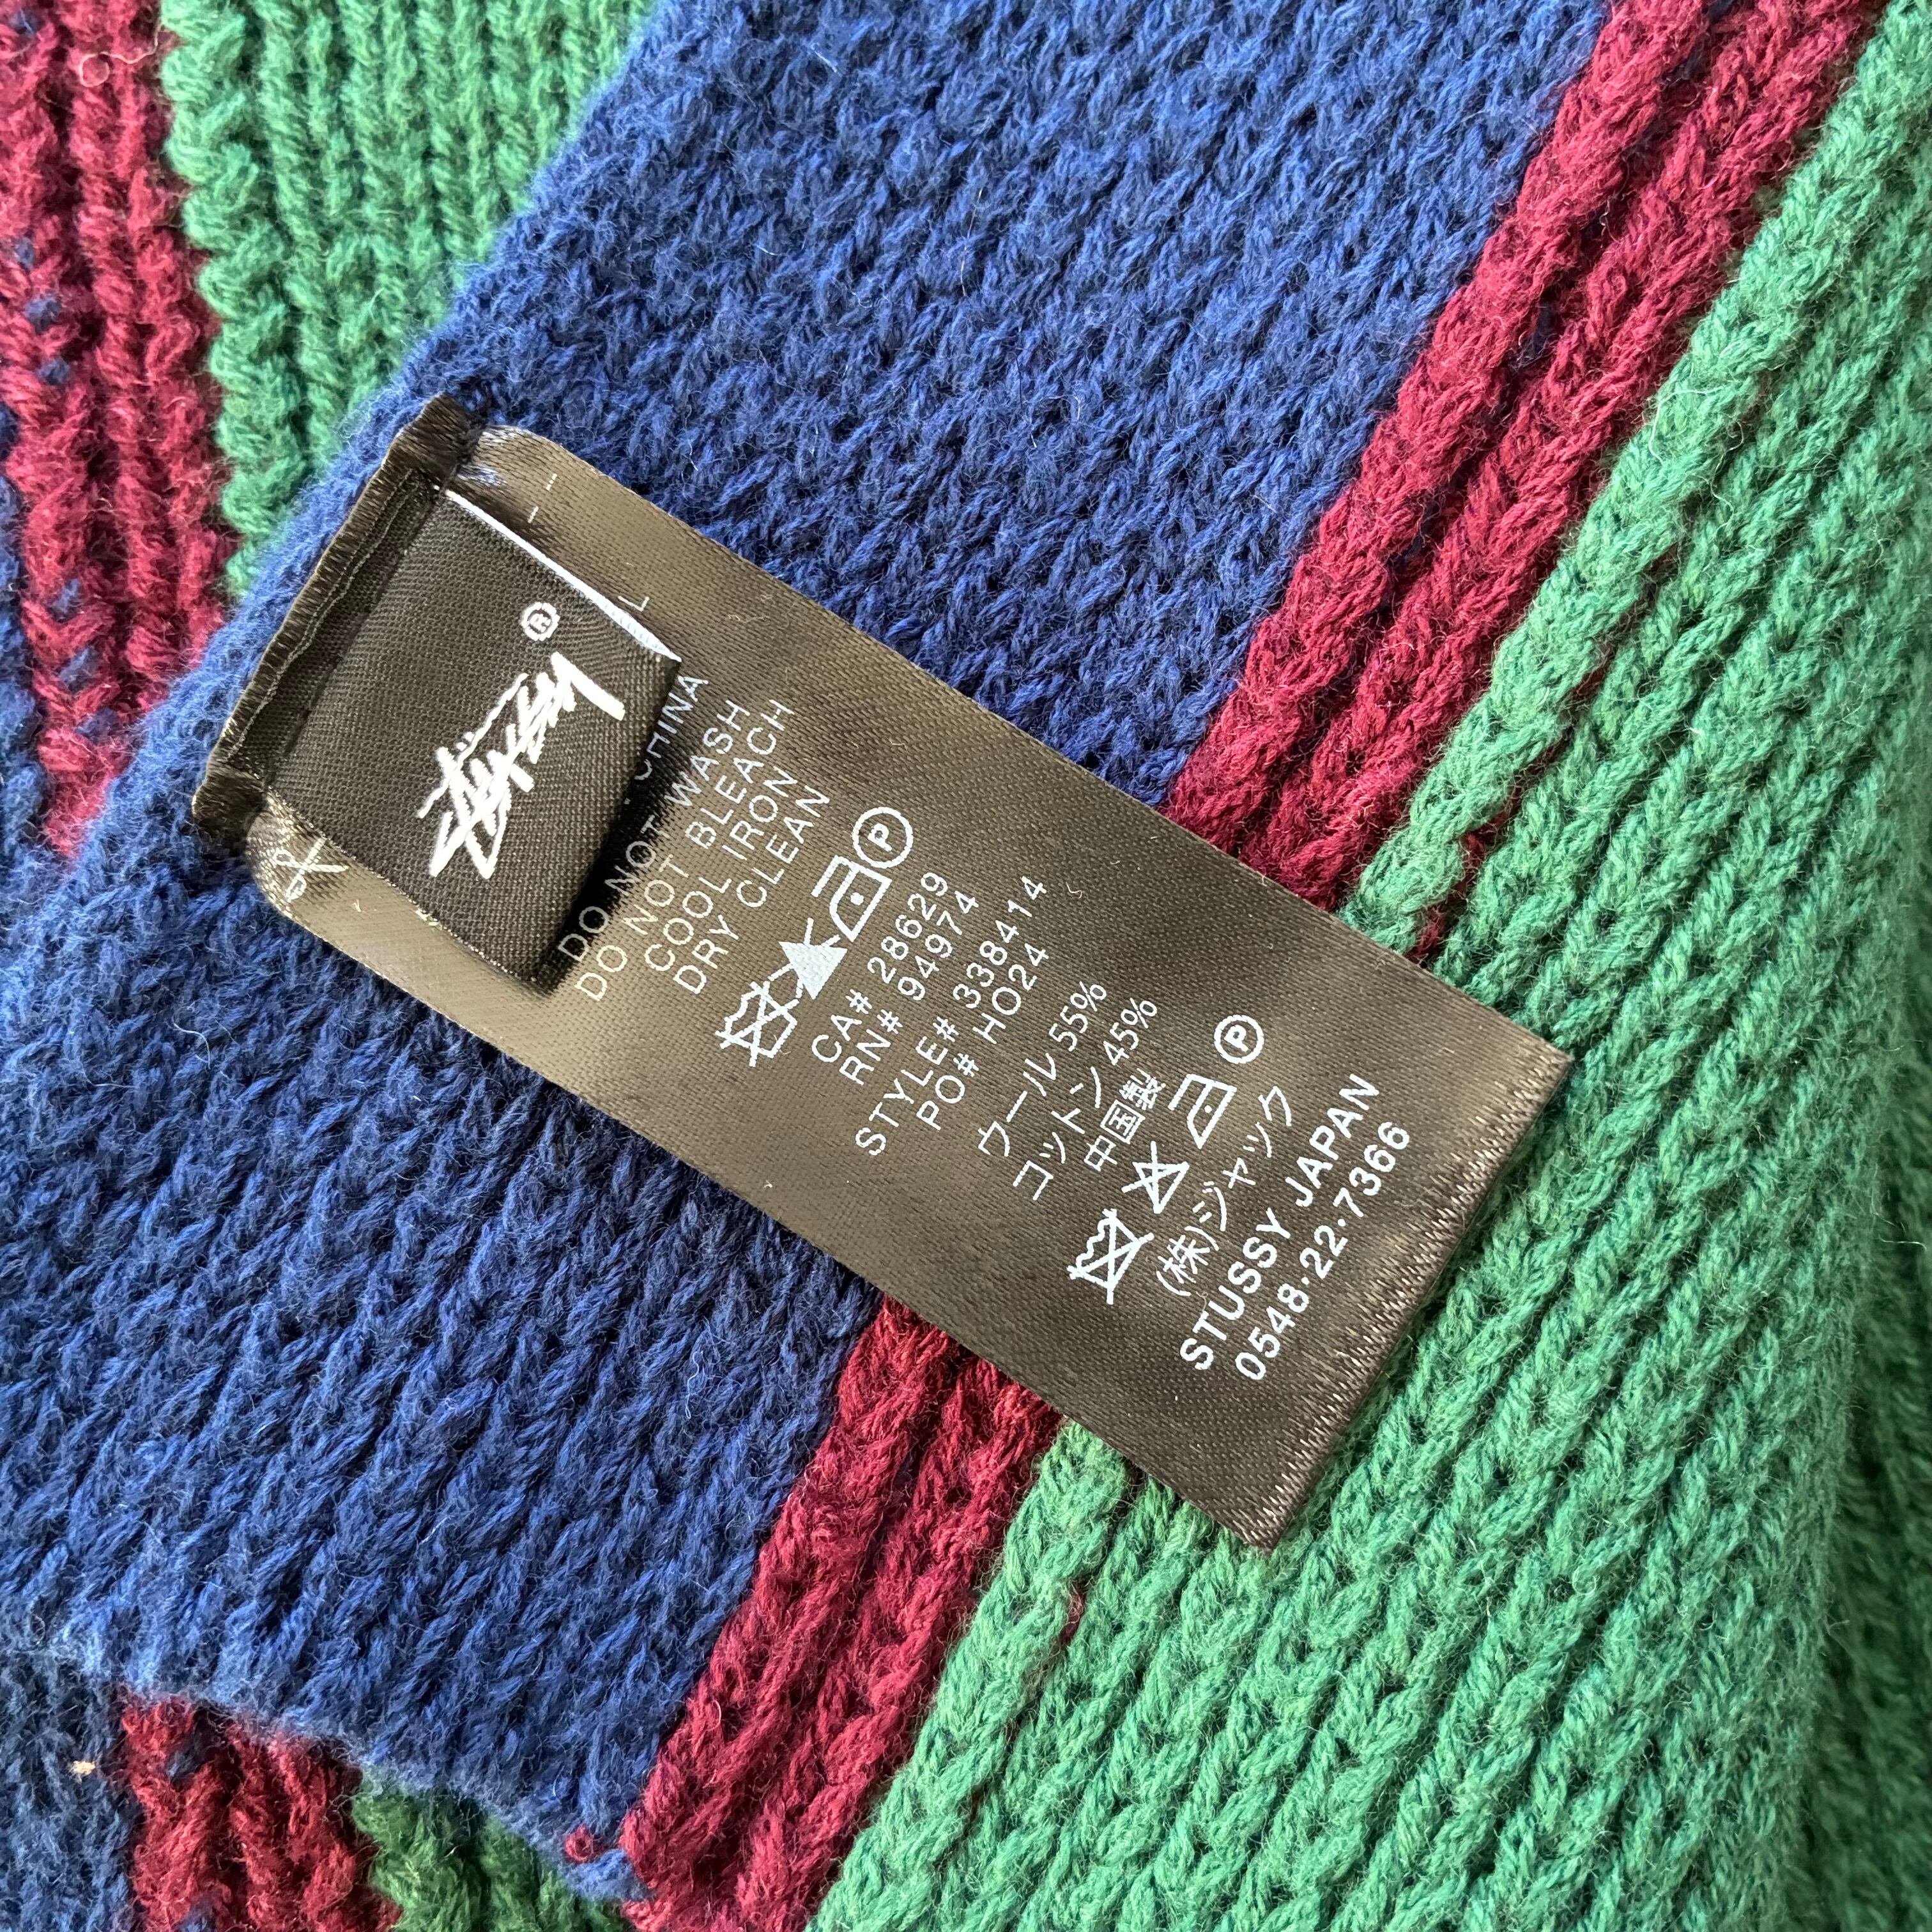 Stüssy ®
CHINA
DO NOT WASH
DO NOT BLEACH
COOL IRON
DRY CLEAN
P
CA# 28629
RN# 94974
STYLE# 338414
PO# HO24
ウール 55%
コットン 45%
中国製
P
(株)ジャック
STUSSY JAPAN
0548·22·7366